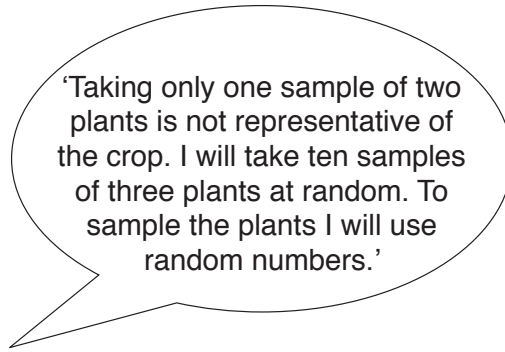 ‘Taking only one sample of two
plants is not representative of
the crop. I will take ten samples
of three plants at random. To
sample the plants I will use
random numbers.’